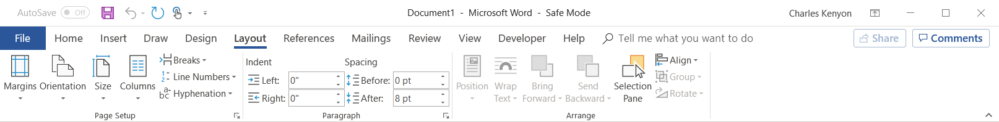 AutoSave Off Document1 - Microsoft Word - Safe Mode Charles Kenyon
File Home Insert Draw Design Layout References Mailings Review View Developer Help Tell me what you want to do Share Comments
Margins
Orientation
Size
Columns
Breaks
1 Line Numbers
2
a-
bc Hyphenation
Page Setup
Indent
Left: 0"
Right: 0"
Spacing
Before: 0 pt
After: 8 pt
Paragraph
Position
Wrap
Text
Bring
Forward
Send
Backward
Selection
Pane
Align
Group
Rotate
Arrange